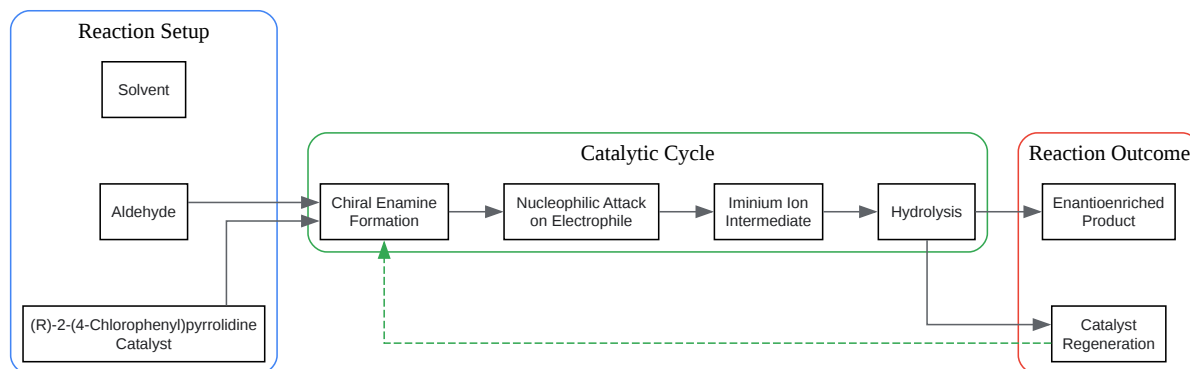 Reaction Setup
Solvent
Aldehyde
(R)-2-(4-Chlorophenyl)pyrrolidine
Catalyst
Catalytic Cycle
Chiral Enamine
Formation
Nucleophilic Attack
on Electrophile
Iminium Ion
Intermediate
Hydrolysis
Reaction Outcome
Enantioenriched
Product
Catalyst
Regeneration